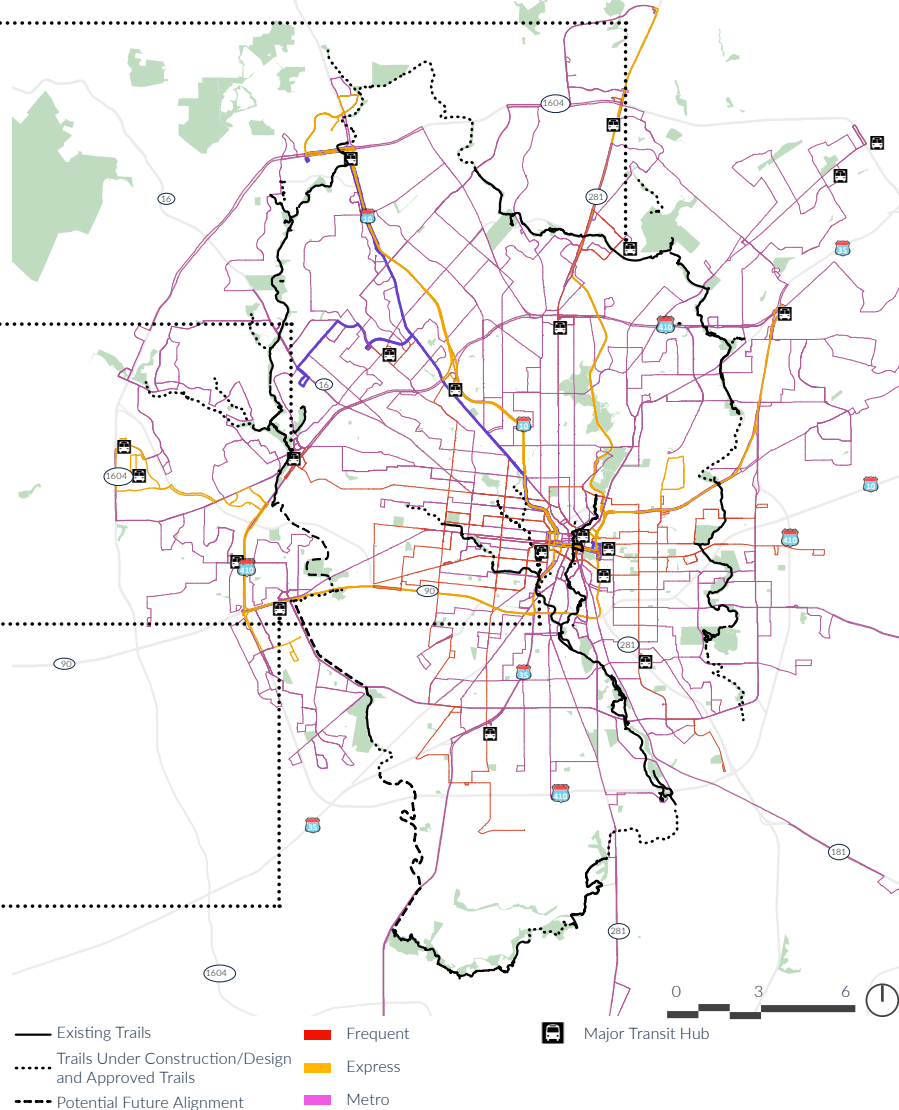 1604
16
281
10
35
410
16
10
1604
10
410
410
90
281
90
35
410
35
181
281
1604
0 3 6
Existing Trails
Trails Under Construction/Design
and Approved Trails
Potential Future Alignment
Frequent
Express
Metro
Major Transit Hub